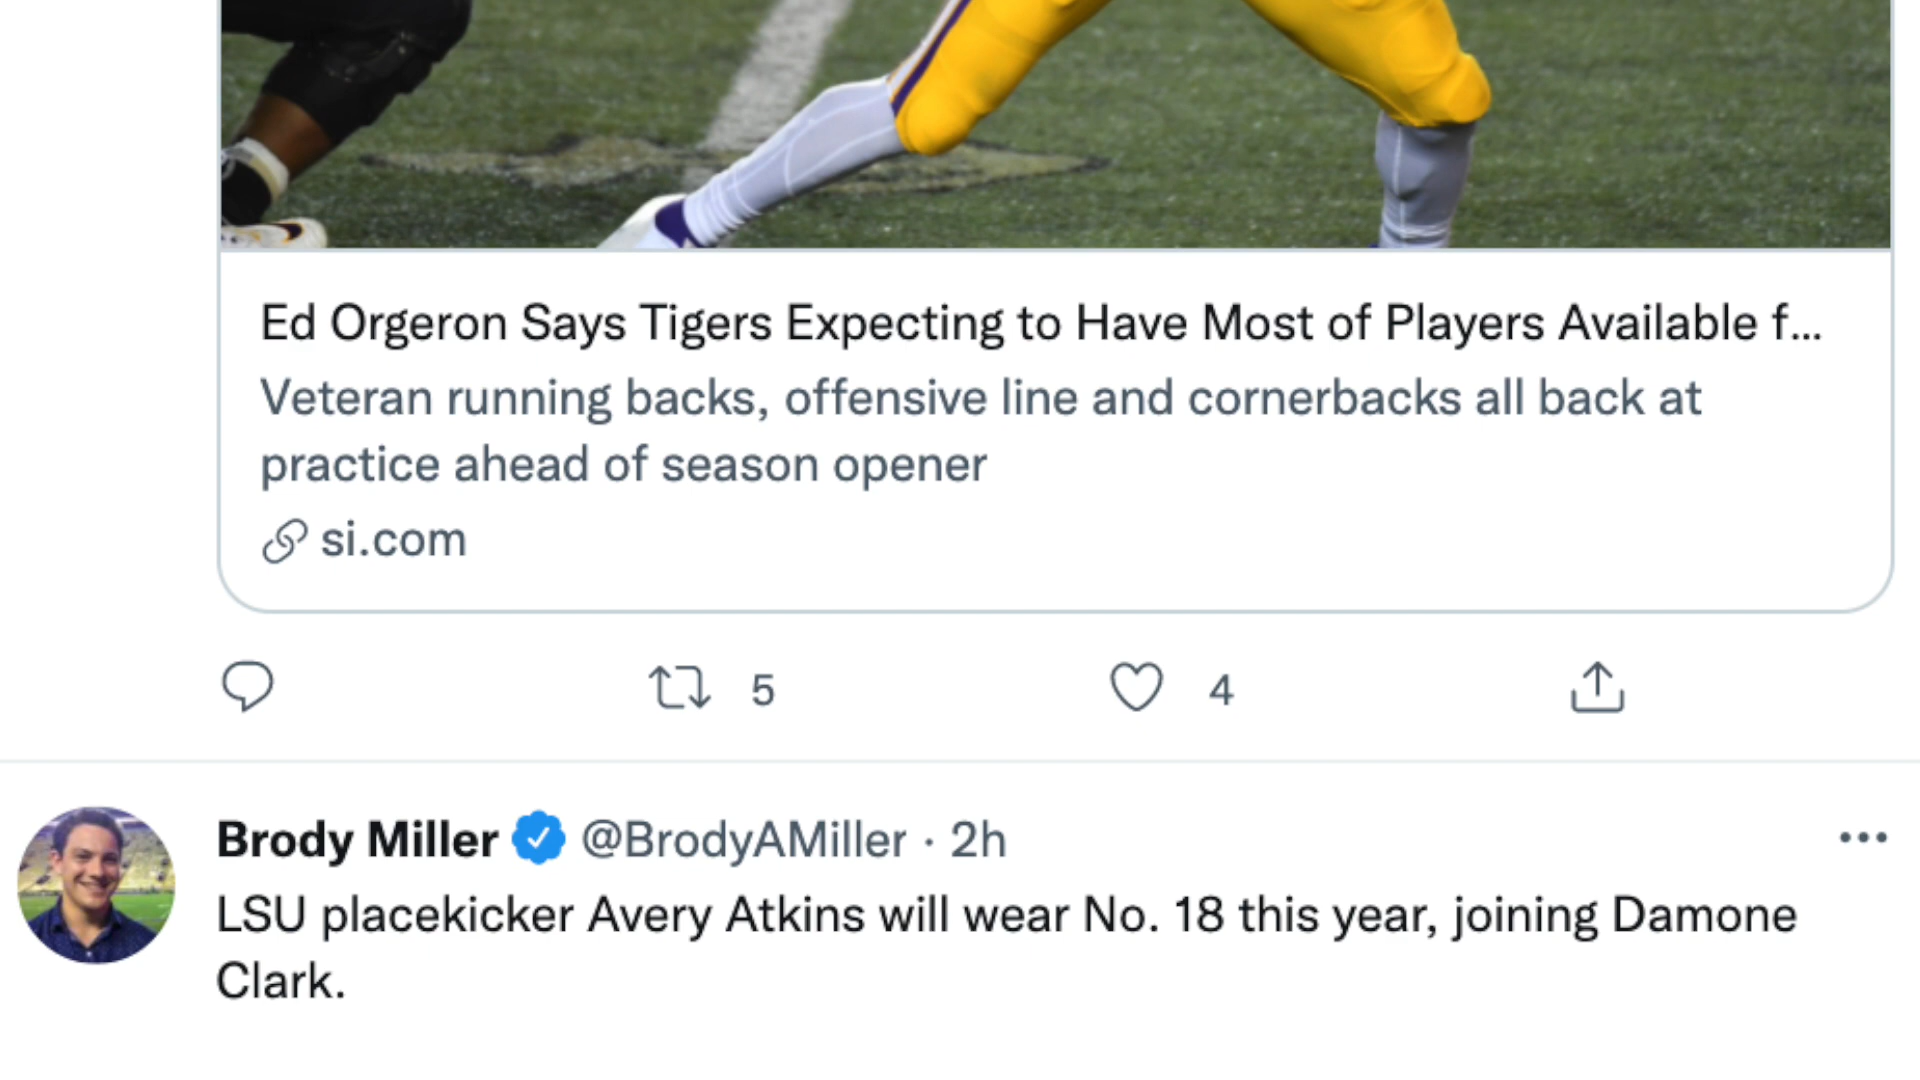 Ed Orgeron Says Tigers Expecting to Have Most of Players Available f...
Veteran running backs, offensive line and cornerbacks all back at
practice ahead of season opener
si.com
5 4
Brody Miller @BrodyAMiller · 2h
LSU placekicker Avery Atkins will wear No. 18 this year, joining Damone
Clark.